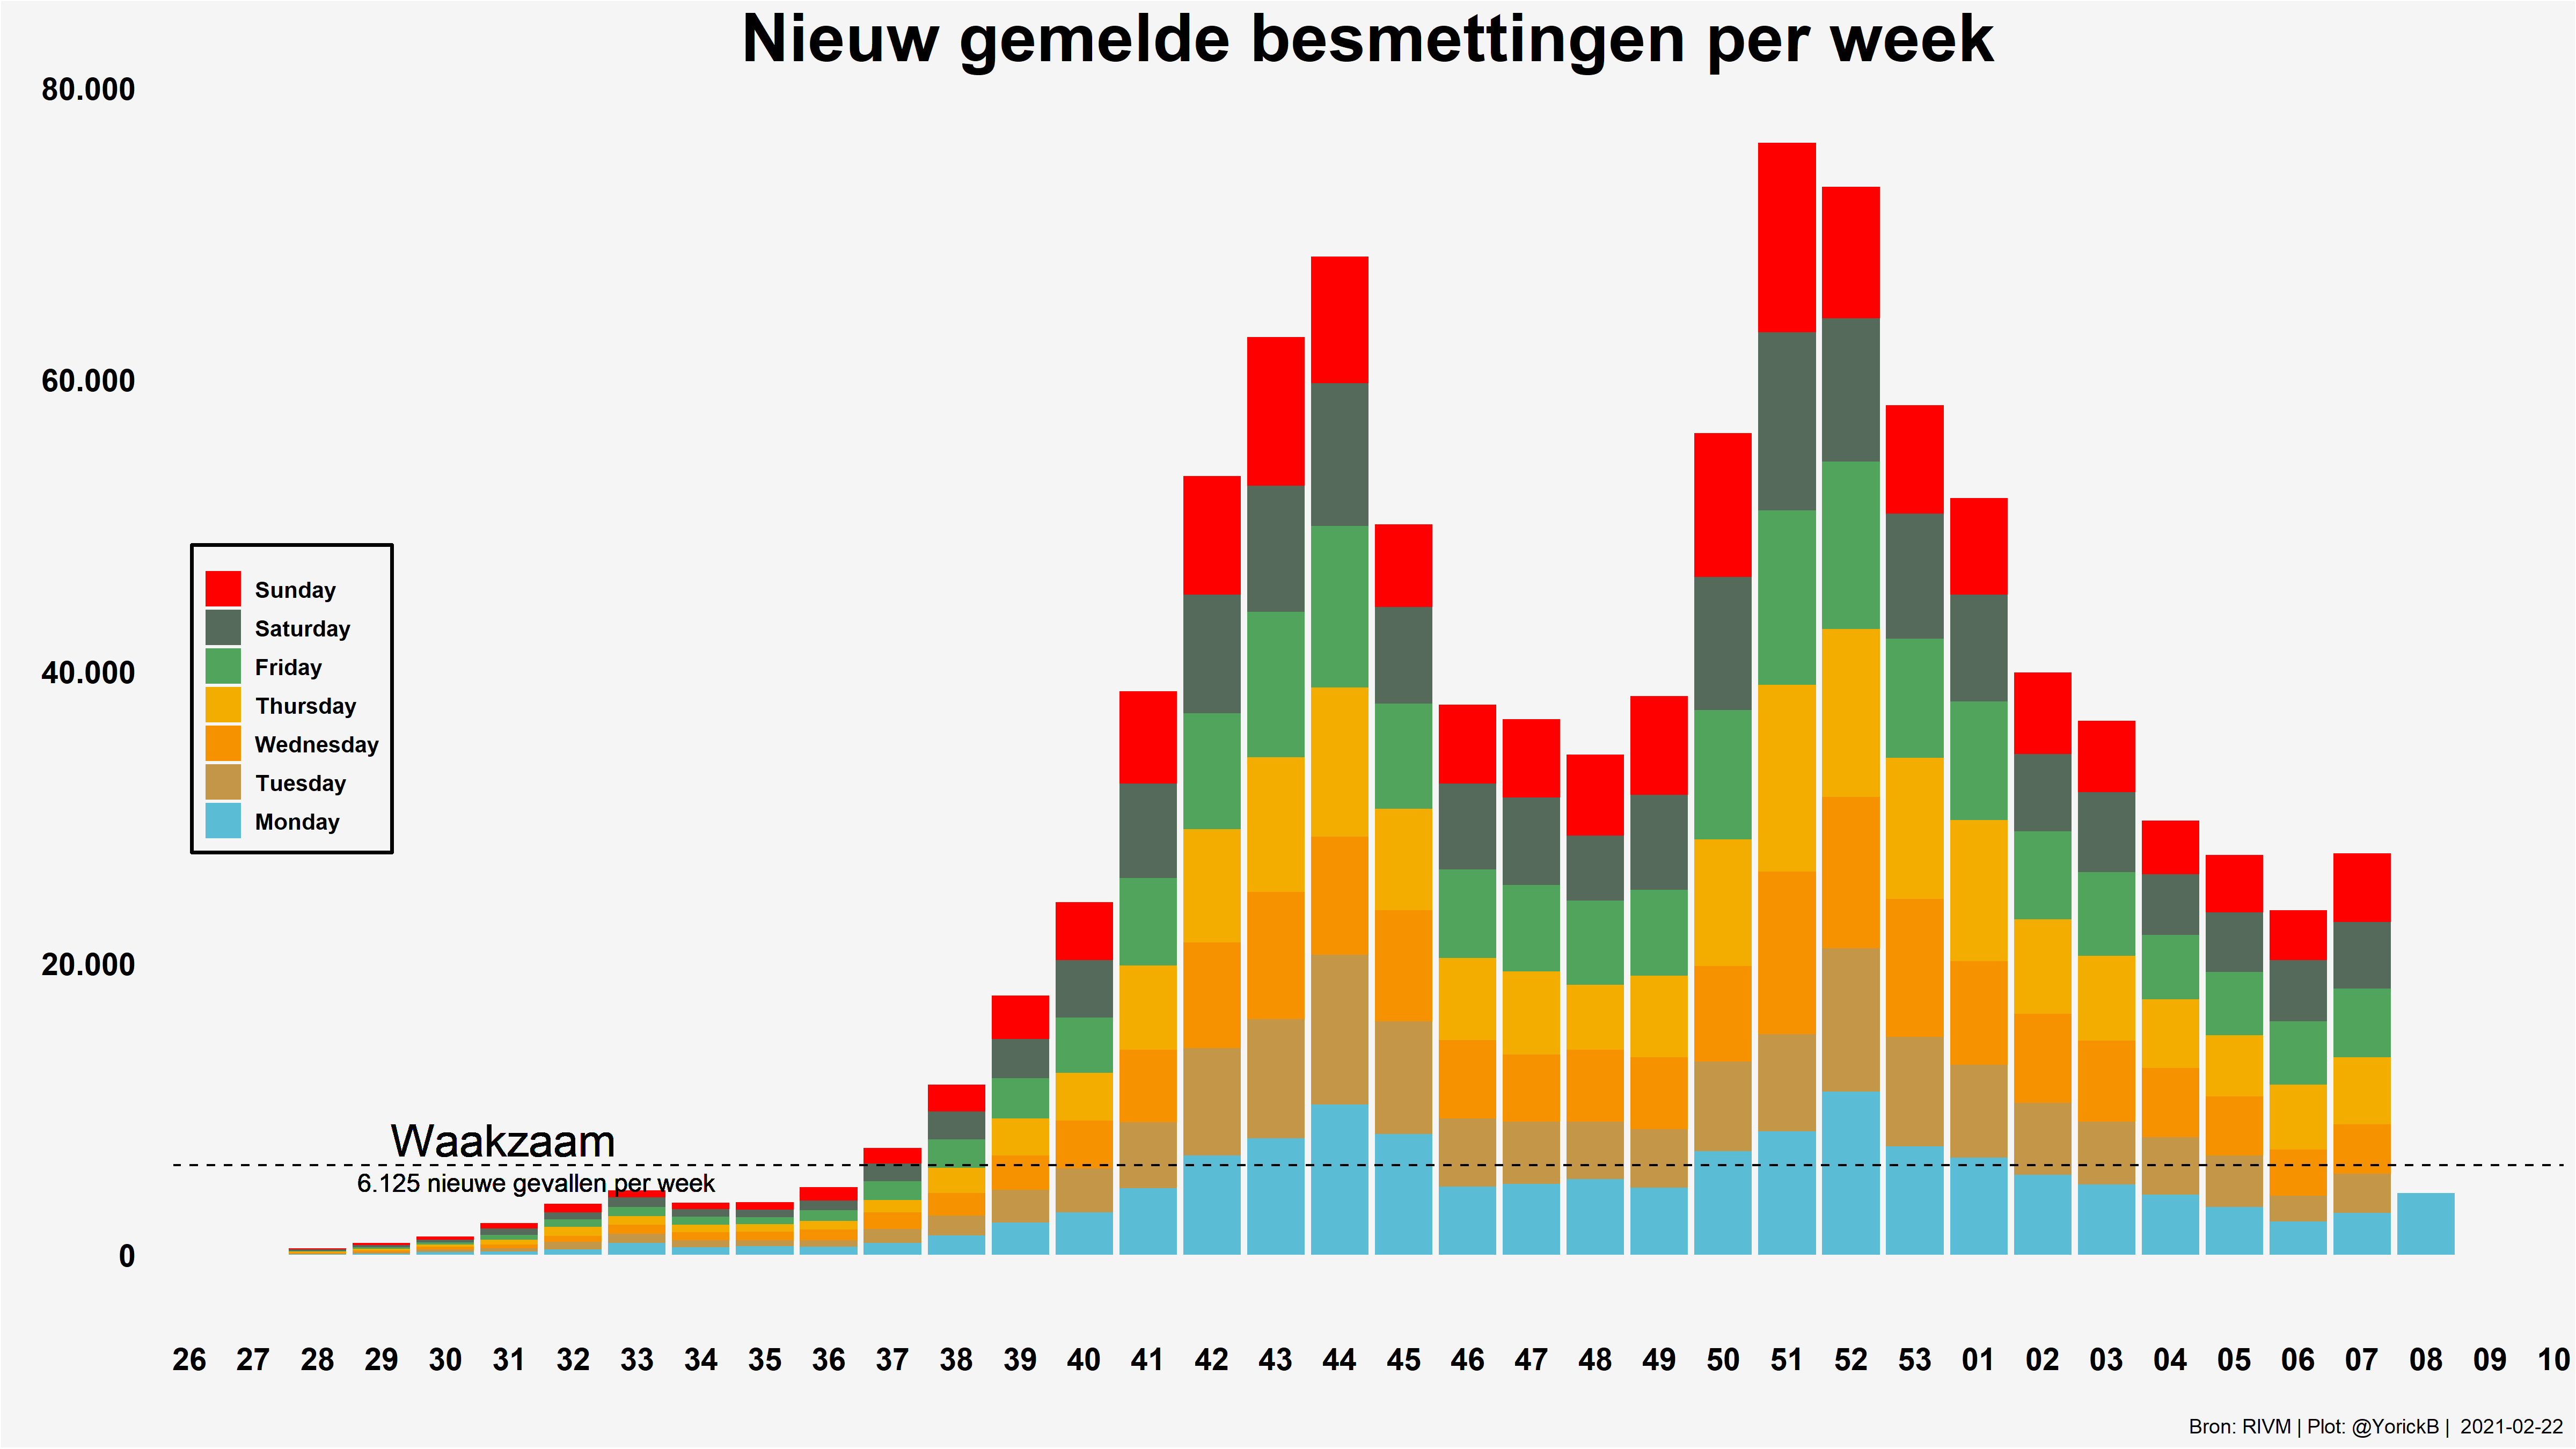 Nieuw gemelde besmettingen per week
80.000
60.000
40.000
20.000
0
Sunday
Saturday
Friday
Thursday
Wednesday
Tuesday
Monday
Waakzaam
6.125 nieuwe gevallen per week
26 27 28 29 30 31 32 33 34 35 36 37 38 39 40 41 42 43 44 45 46 47 48 49 50 51 52 53 01 02 03 04 05 06 07 08 09 10
Bron: RIVM | Plot: @YorickB | 2021-02-22